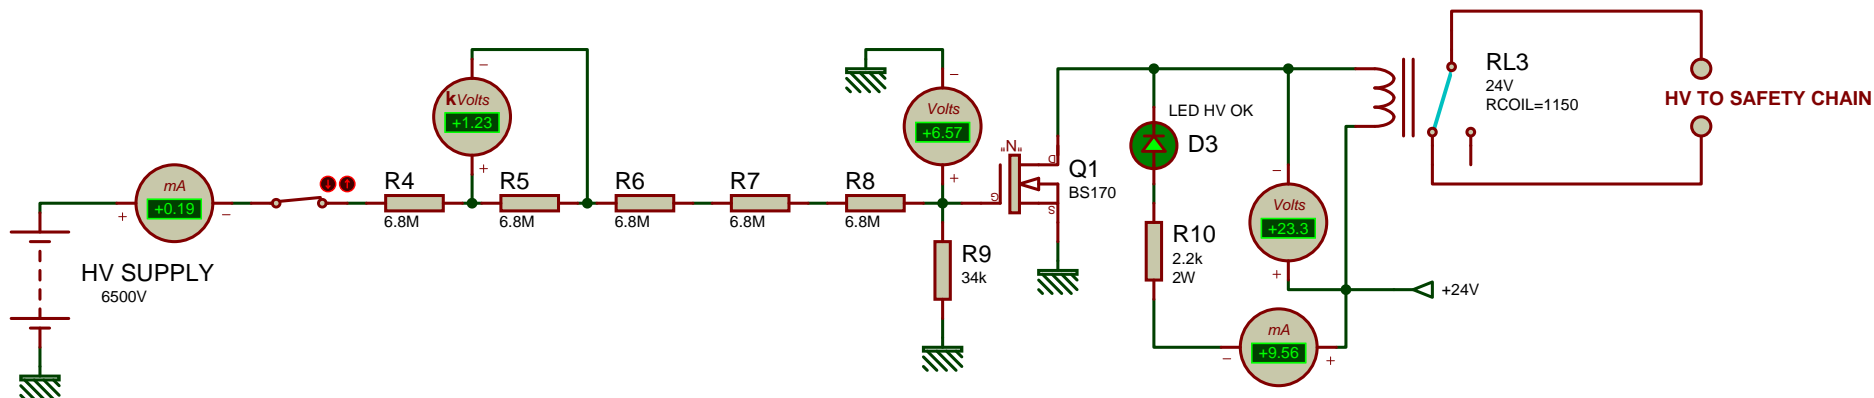 mA
+0.19
+
−
HV SUPPLY
6500V
kVolts
+1.23
−
+
R4
6.8M
R5
6.8M
R6
6.8M
R7
6.8M
R8
6.8M
Volts
+6.57
−
+
R9
34k
"N"
D
G
S
Q1
BS170
LED HV OK
D3
R10
2.2k
2W
−
Volts
+23.3
+
mA
+9.56
−
+
+24V
RL3
24V
RCOIL=1150
HV TO SAFETY CHAIN